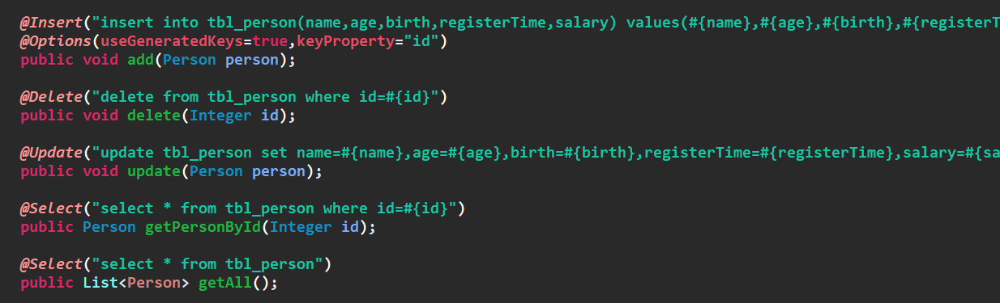 @Insert("insert into tbl_person(name,age,birth,registerTime,salary) values(#{name},#{age},#{birth},#{registerT
@Options(useGeneratedKeys=true,keyProperty="id")
public void add(Person person);
@Delete("delete from tbl_person where id=#{id}")
public void delete(Integer id);
@Update("update tbl_person set name=#{name},age=#{age},birth=#{birth},registerTime=#{registerTime},salary=#{sa
public void update(Person person);
@Select("select * from tbl_person where id=#{id}")
public Person getPersonById(Integer id);
@Select("select * from tbl_person")
public List<Person> getAll();